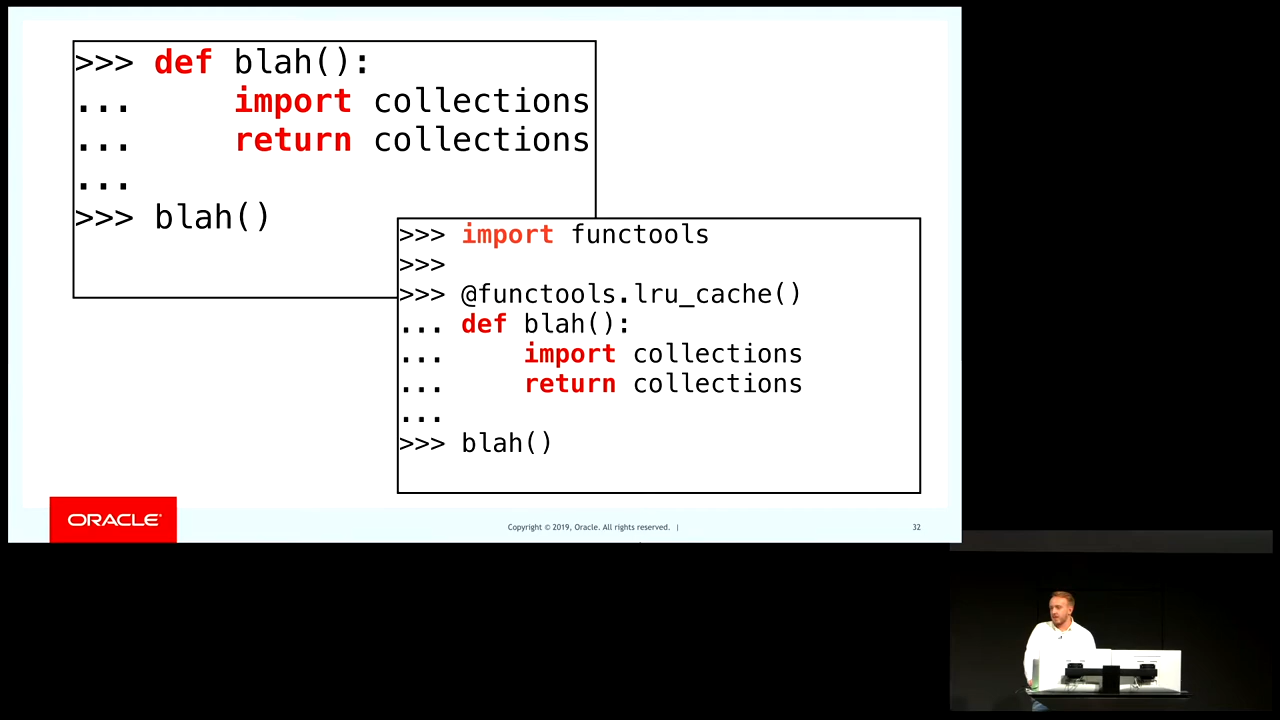 >>> def blah():
...     import collections
...     return collections
...
>>> blah()
>>> import functools
>>>
>>> @functools.lru_cache()
... def blah():
...     import collections
...     return collections
...
>>> blah()
ORACLE®
Copyright © 2019, Oracle. All rights reserved. |
32